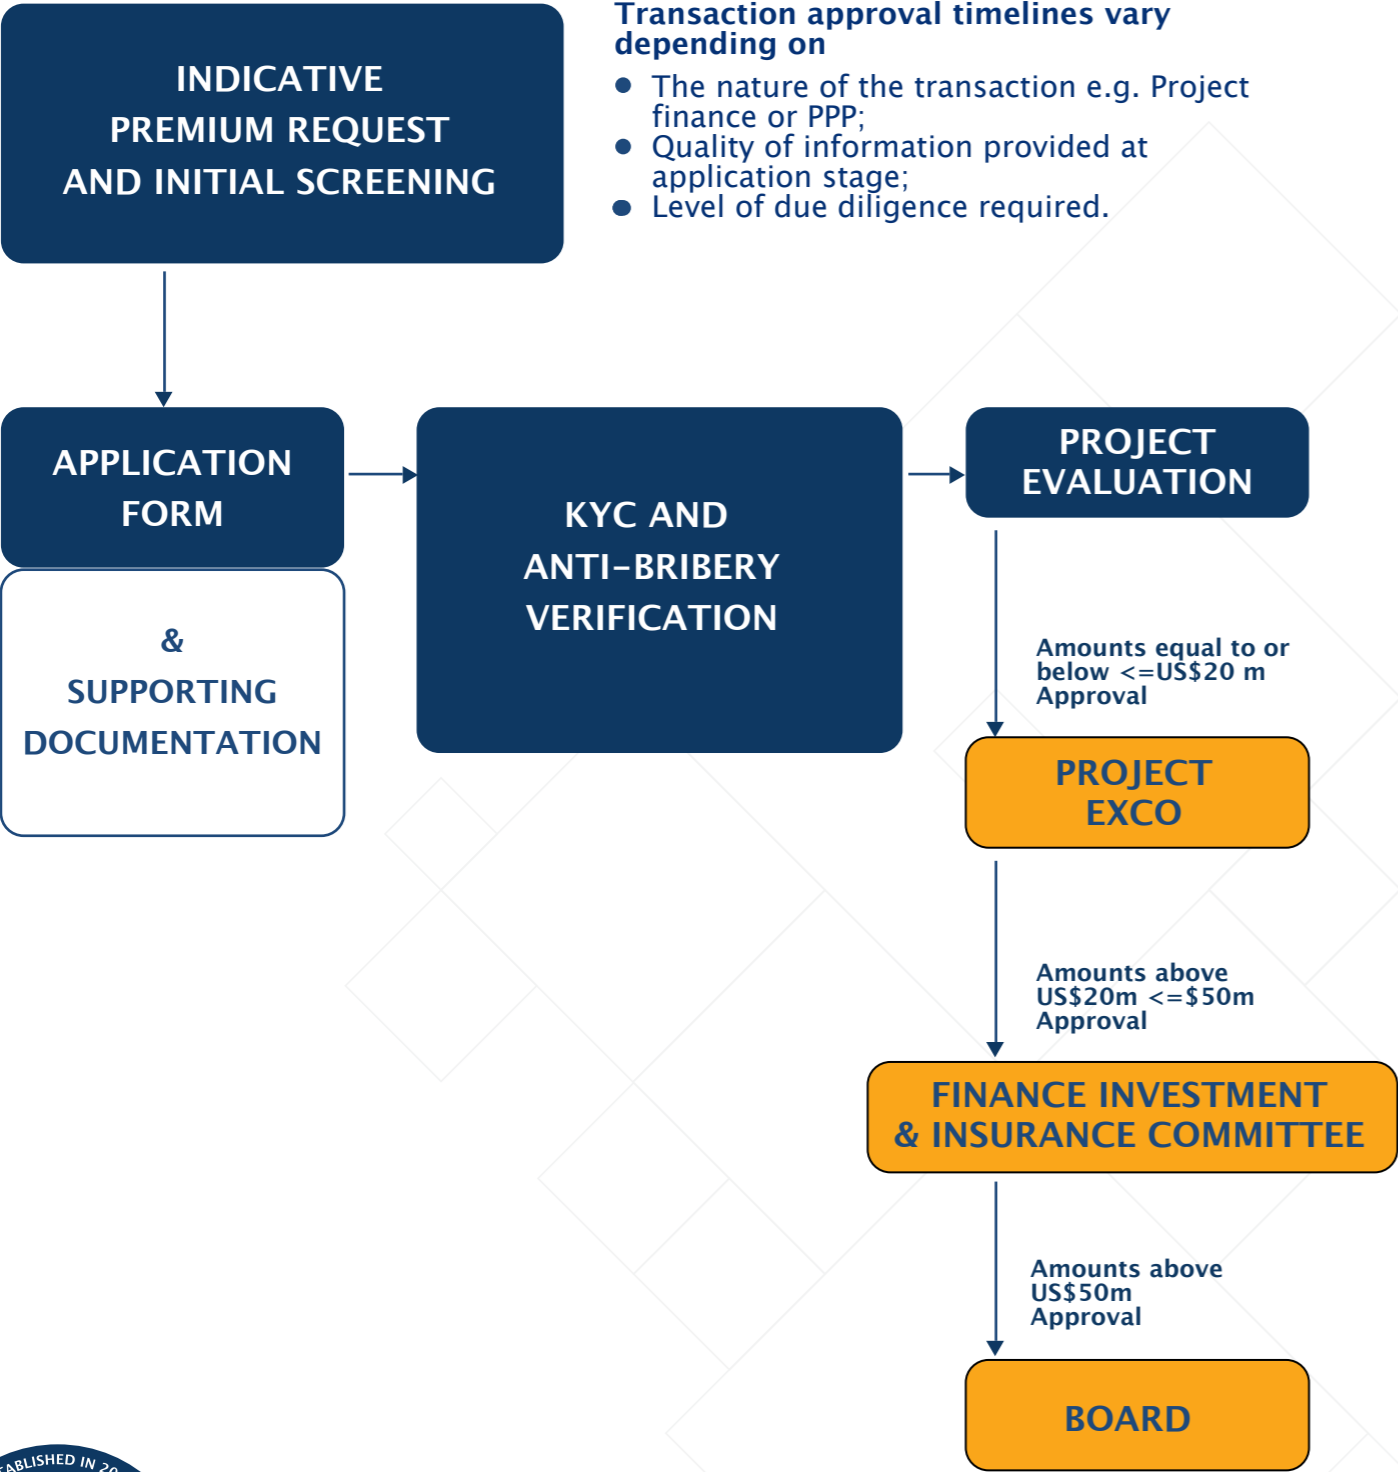 INDICATIVE
PREMIUM REQUEST
AND INITIAL SCREENING
Transaction approval timelines vary
depending on
• The nature of the transaction e.g. Project
finance or PPP;
• Quality of information provided at
application stage;
• Level of due diligence required.
APPLICATION
FORM
&
SUPPORTING
DOCUMENTATION
KYC AND
ANTI-BRIBERY
VERIFICATION
PROJECT
EVALUATION
Amounts equal to or
below <=US$20 m
Approval
PROJECT
EXCO
Amounts above
US$20m <=$50m
Approval
FINANCE INVESTMENT
& INSURANCE COMMITTEE
Amounts above
US$50m
Approval
BOARD
IN